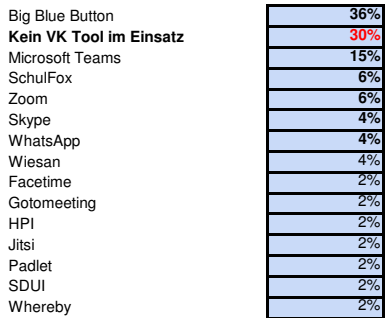 Big Blue Button 36%
Kein VK Tool im Einsatz 30%
Microsoft Teams 15%
SchulFox 6%
Zoom 6%
Skype 4%
WhatsApp 4%
Wiesan 4%
Facetime 2%
Gotomeeting 2%
HPI 2%
Jitsi 2%
Padlet 2%
SDUI 2%
Whereby 2%